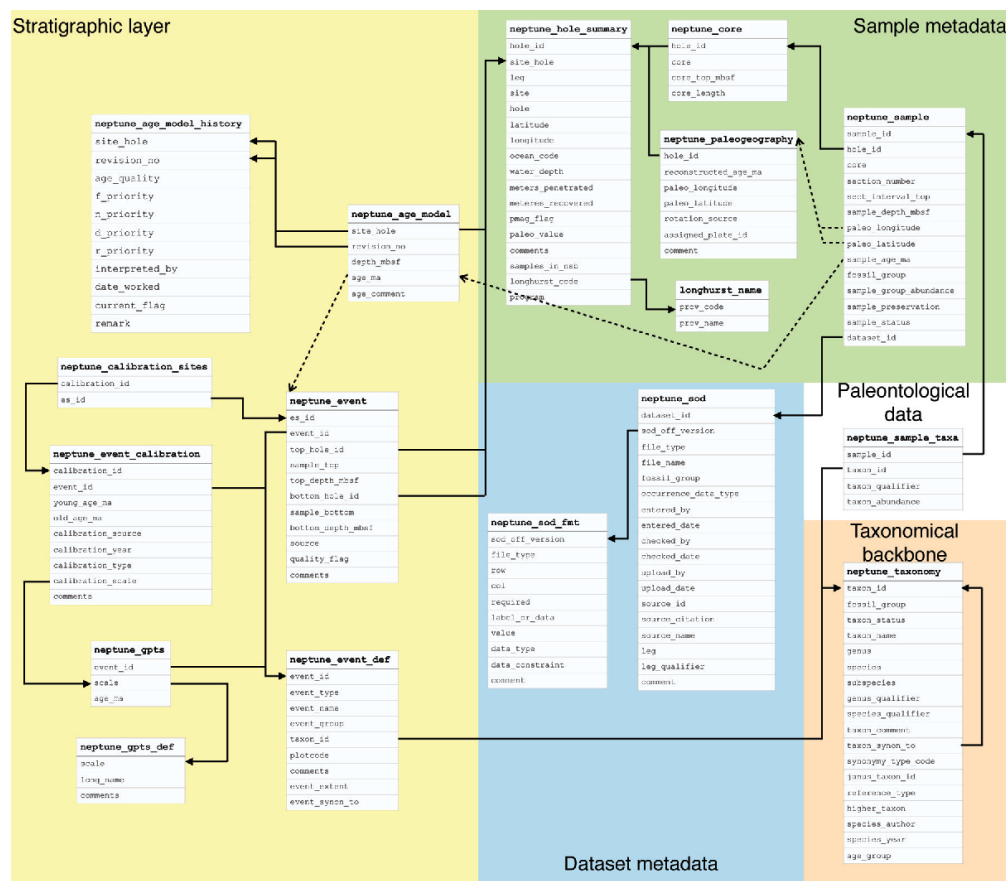 Stratigraphic layer
neptune_age_model_history
site_hole
revision_no
age_quality
f_priority
n_priority
d_priority
r_priority
interpreted_by
date_worked
current_flag
remark
neptune_age_model
site_hole
revision_no
depth_mbsf
age_ma
age_comment
neptune_calibration_sites
calibration_id
es_id
neptune_event
es_id
event_id
top_hole_id
sample_top
top_depth_mbsf
bottom_hole_id
sample_bottom
bottom_depth_mbsf
source
quality_flag
comments
neptune_event_calibration
calibration_id
event_id
young_age_ma
old_age_ma
calibration_source
calibration_year
calibration_type
calibration_scale
comments
neptune_gpts
event_id
scale
age_ma
neptune_gpts_def
scale
long_name
comments
neptune_event_def
event_id
event_type
event_name
event_group
taxon_id
plotcode
comments
event_extent
event_synon_to
Sample metadata
neptune_hole_summary
hole_id
site_hole
leg
site
hole
latitude
longitude
ocean_code
water_depth
meters_penetrated
meteres_recovered
pmag_flag
paleo_value
comments
samples_in_nsb
longhurst_code
program
neptune_core
hole_id
core
core_top_mbsf
core_length
neptune_paleogeography
hole_id
reconstructed_age_ma
paleo_longitude
paleo_latitude
rotation_source
assigned_plate_id
comment
longhurst_name
prov_code
prov_name
neptune_sample
sample_id
hole_id
core
section_number
sect_interval_top
sample_depth_mbsf
paleo_longitude
paleo_latitude
sample_age_ma
fossil_group
sample_group_abundance
sample_preservation
sample_status
dataset_id
neptune_sod
dataset_id
sod_off_version
file_type
file_name
fossil_group
occurrence_data_type
entered_by
entered_date
checked_by
checked_date
upload_by
upload_date
source_id
source_citation
source_name
leg
leg_qualifier
comment
neptune_sod_fmt
sod_off_version
file_type
row
col
required
label_or_data
value
data_type
data_constraint
comment
Dataset metadata
Paleontological
data
neptune_sample_taxa
sample_id
taxon_id
taxon_qualifier
taxon_abundance
Taxonomical
backbone
neptune_taxonomy
taxon_id
fossil_group
taxon_status
taxon_name
genus
species
subspecies
genus_qualifier
species_qualifier
taxon_comment
taxon_synon_to
synonymy_type_code
janus_taxon_id
reference_type
higher_taxon
species_author
species_year
age_group